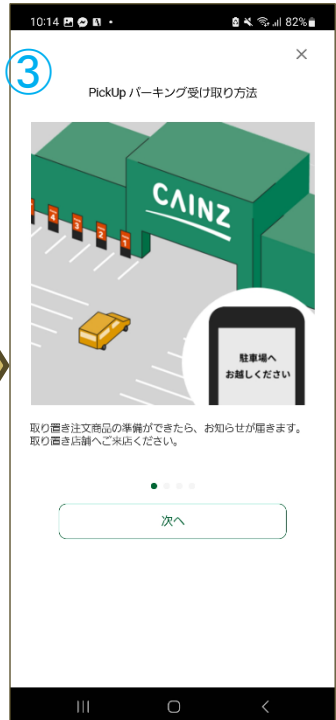 10:14 82%
③
×
PickUp パーキング受け取り方法
CAINZ
4 3 2 1
駐車場へ
お越しください
取り置き注文商品の準備ができたら、お知らせが届きます。
取り置き店舗へご来店ください。
次へ